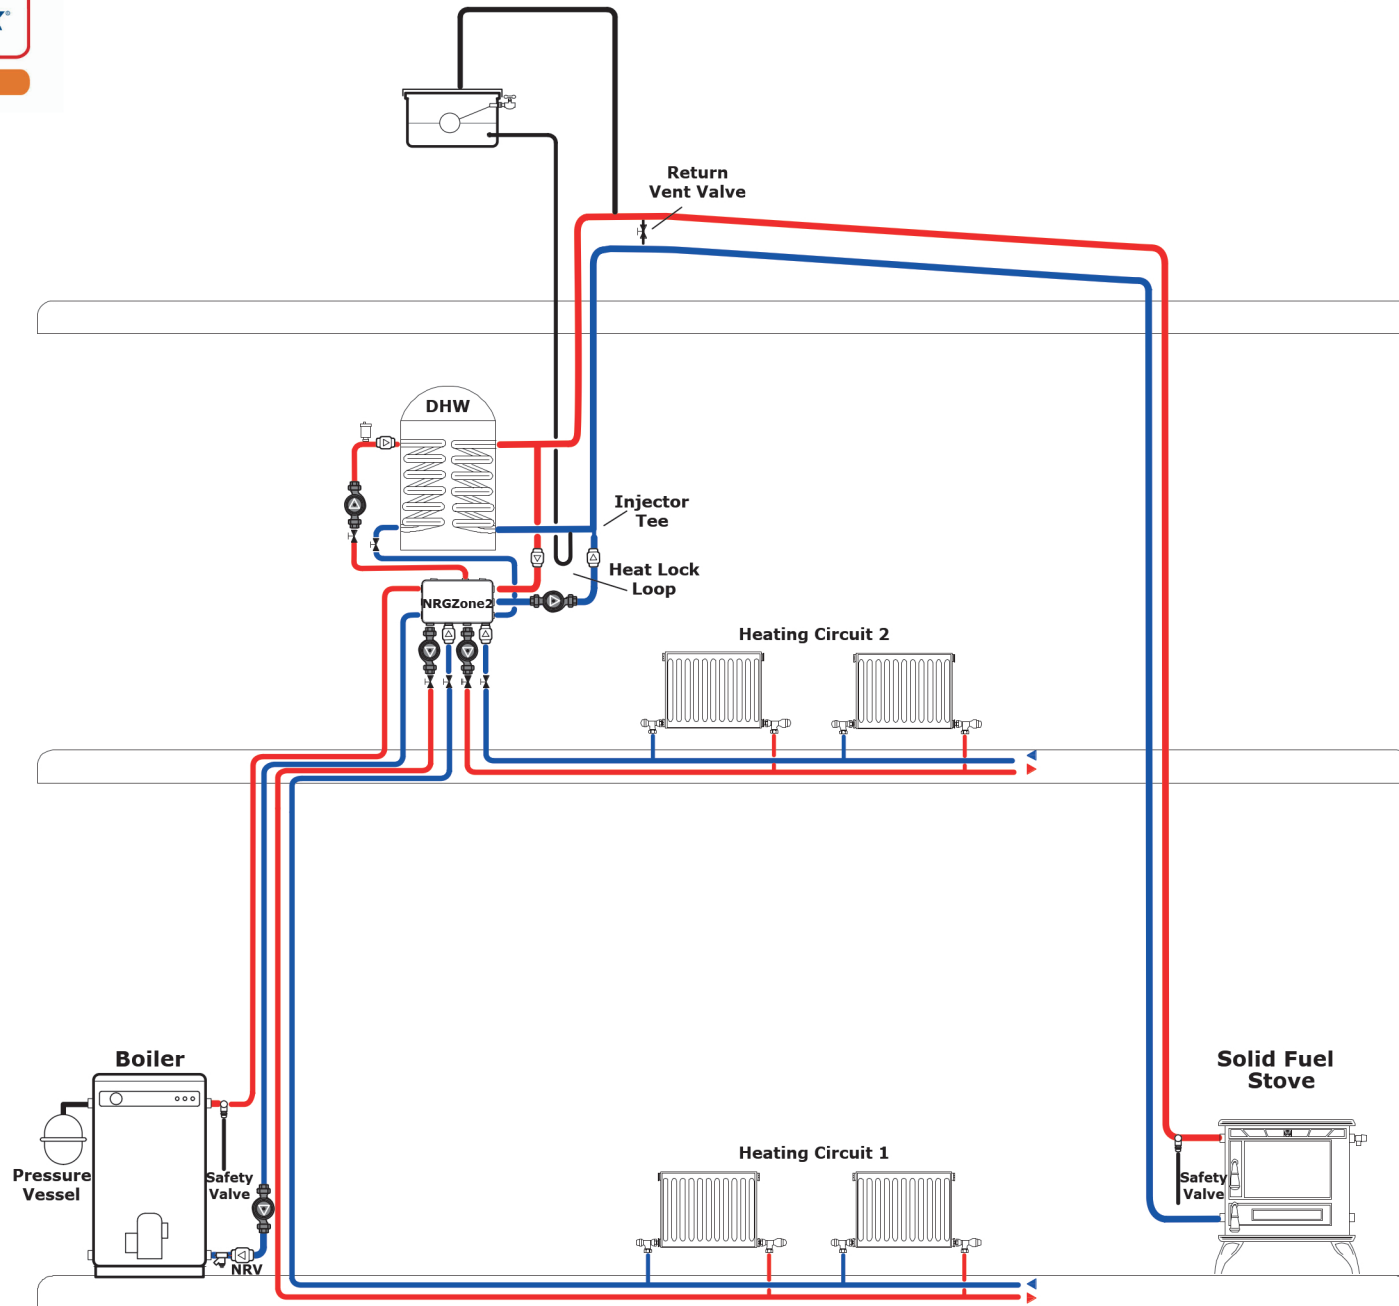 Return
Vent Valve
DHW
Injector
Tee
Heat Lock
Loop
NRGZone2
Heating Circuit 2
Boiler
Solid Fuel
Stove
Heating Circuit 1
Pressure
Vessel
Safety
Valve
Safety
Valve
NRV